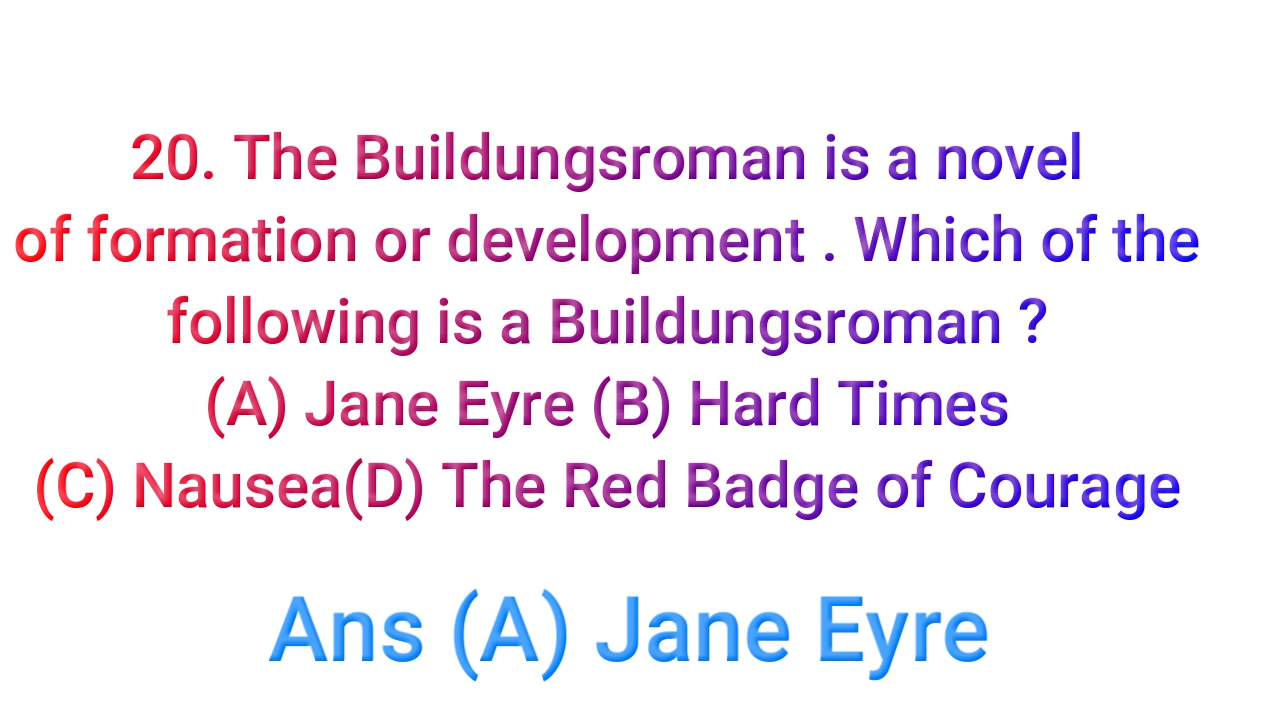 20. The Buildungsroman is a novel
of formation or development . Which of the
following is a Buildungsroman ?
(A) Jane Eyre (B) Hard Times
(C) Nausea(D) The Red Badge of Courage
Ans (A) Jane Eyre